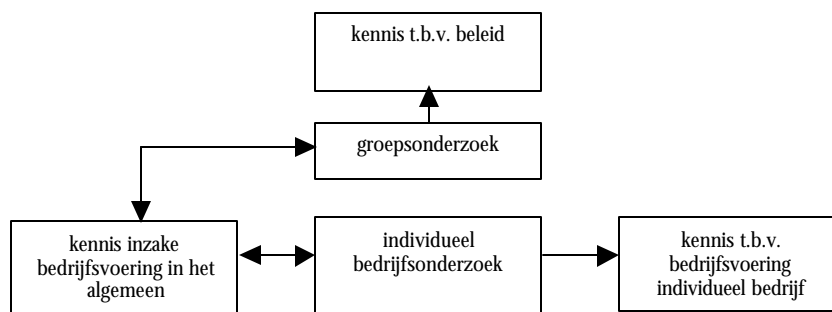 kennis t.b.v. beleid
groepsonderzoek
kennis inzake
bedrijfsvoering in het
algemeen
individueel
bedrijfsonderzoek
kennis t.b.v.
bedrijfsvoering
individueel bedrijf